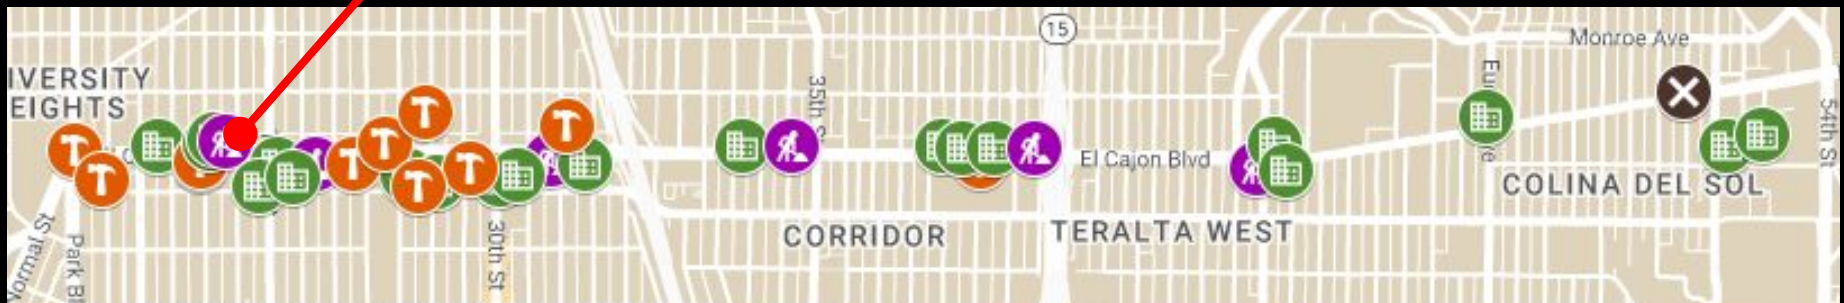 15
Monroe Ave
IVERSITY
EIGHTS
35th S
Eu
e
54th St
El Cajon Blvd
COLINA DEL SOL
CORRIDOR
TERALTA WEST
30th St
Normal St
Park Bl